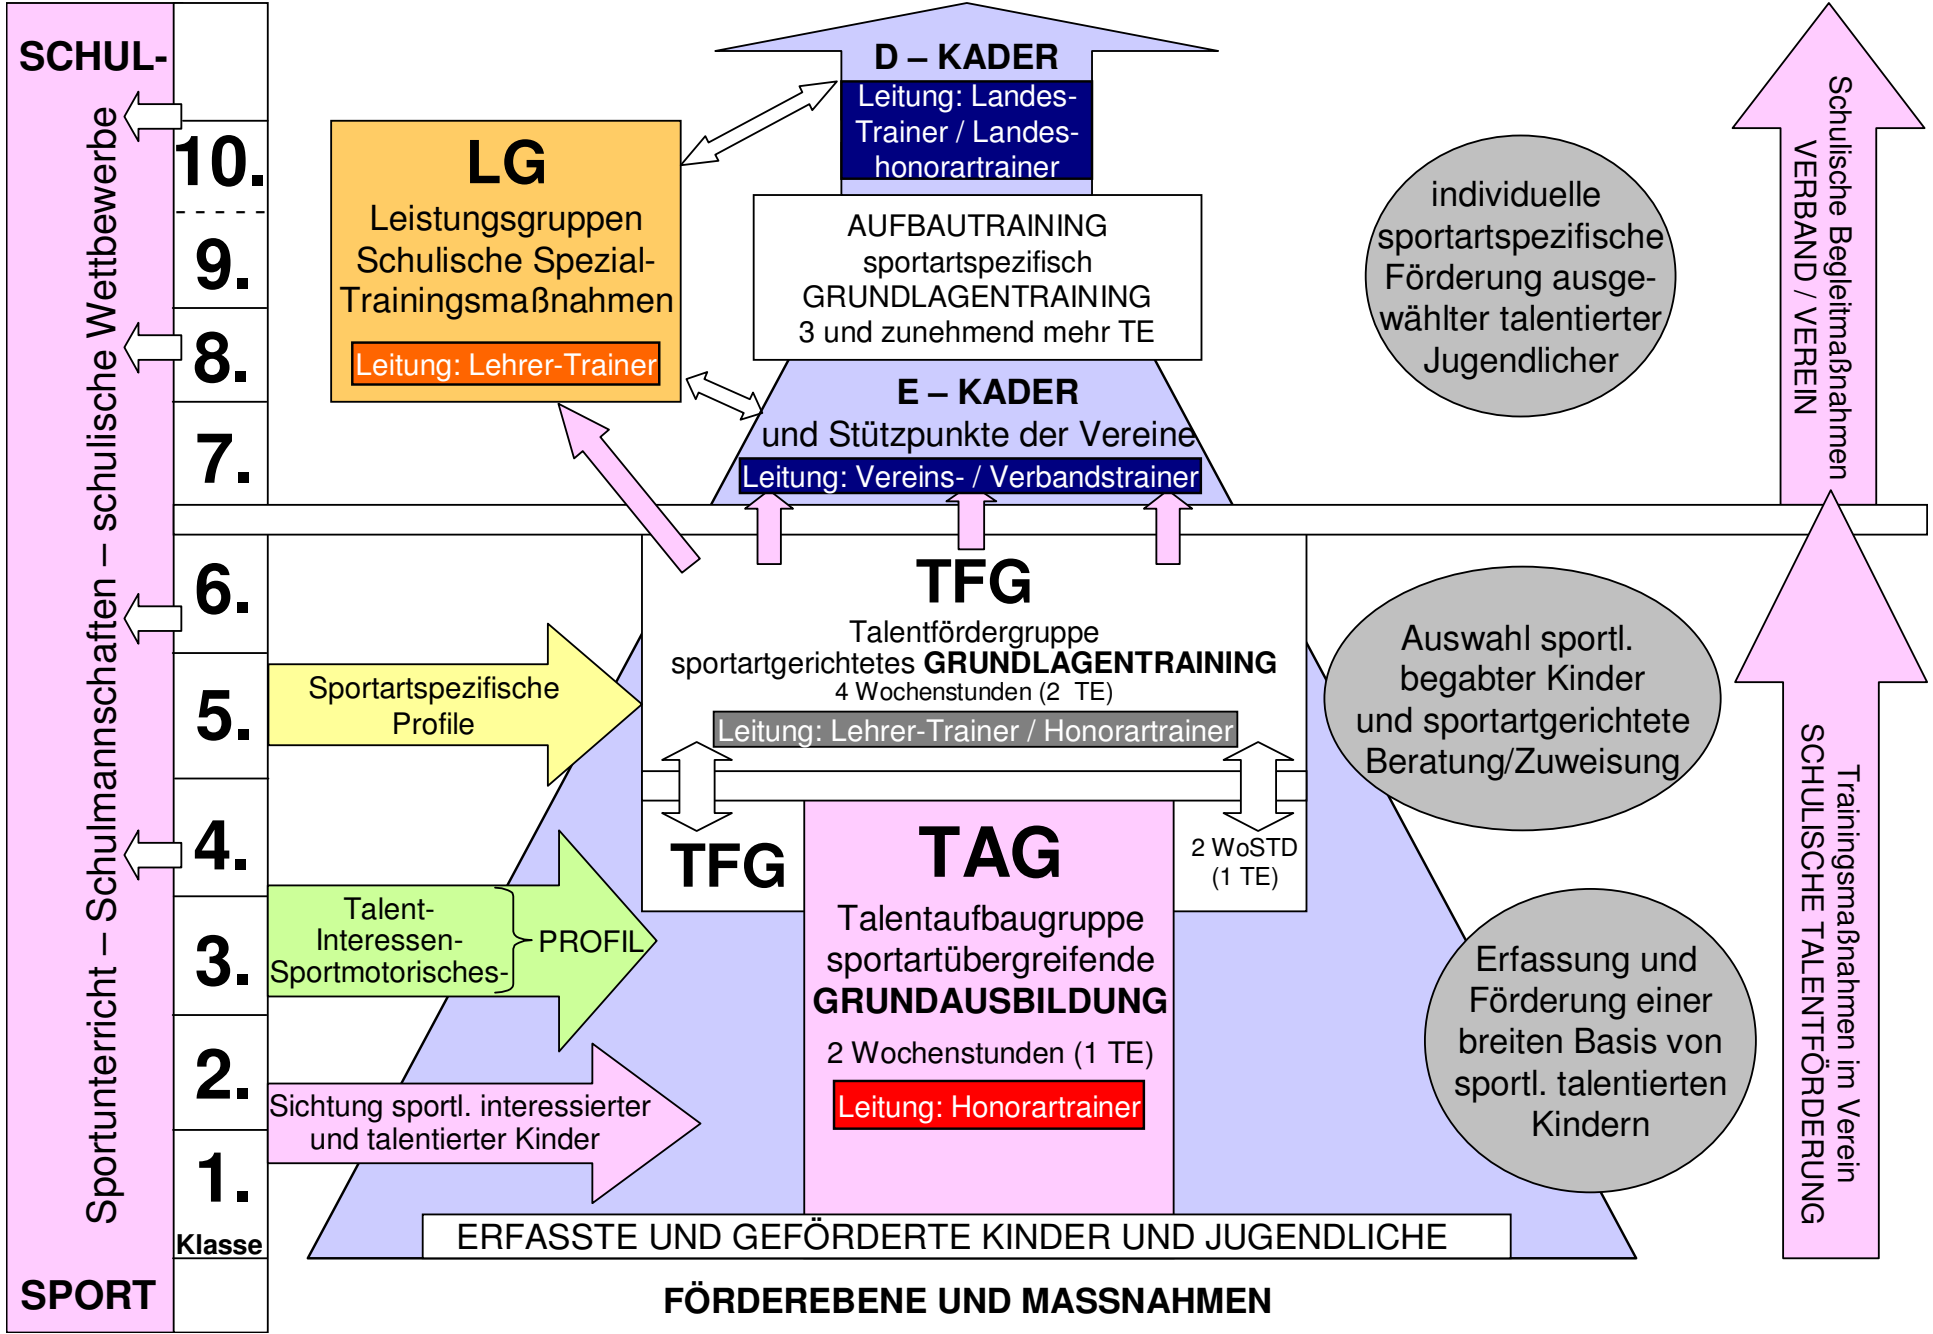 SCHUL-
Sportunterricht – Schulmannschaften – schulische Wettbewerbe
SPORT
10.
9.
8.
7.
6.
5.
4.
3.
2.
1.
Klasse
D – KADER
Leitung: Landes-
Trainer / Landes-
honorartrainer
LG
Leistungsgruppen
Schulische Spezial-
Trainingsmaßnahmen
Leitung: Lehrer-Trainer
AUFBAUTRAINING
sportartspezifisch
GRUNDLAGENTRAINING
3 und zunehmend mehr TE
E – KADER
und Stützpunkte der Vereine
Leitung: Vereins- / Verbandstrainer
individuelle
sportartspezifische
Förderung ausge-
wählter talentierter
Jugendlicher
Schulische Begleitmaßnahmen
VERBAND / VEREIN
TFG
Talentfördergruppe
sportartgerichtetes GRUNDLAGENTRAINING
4 Wochenstunden (2 TE)
Leitung: Lehrer-Trainer / Honorartrainer
Sportartspezifische
Profile
Auswahl sportl.
begabter Kinder
und sportartgerichtete
Beratung/Zuweisung
TFG
2 WoSTD
(1 TE)
TAG
Talentaufbaugruppe
sportartübergreifende
GRUNDAUSBILDUNG
2 Wochenstunden (1 TE)
Leitung: Honorartrainer
Talent-
Interessen-
Sportmotorisches-
PROFIL
Sichtung sportl. interessierter
und talentierter Kinder
Erfassung und
Förderung einer
breiten Basis von
sportl. talentierten
Kindern
Trainingsmaßnahmen im Verein
SCHULISCHE TALENTFÖRDERUNG
ERFASSTE UND GEFÖRDERTE KINDER UND JUGENDLICHE
FÖRDEREBENE UND MASSNAHMEN